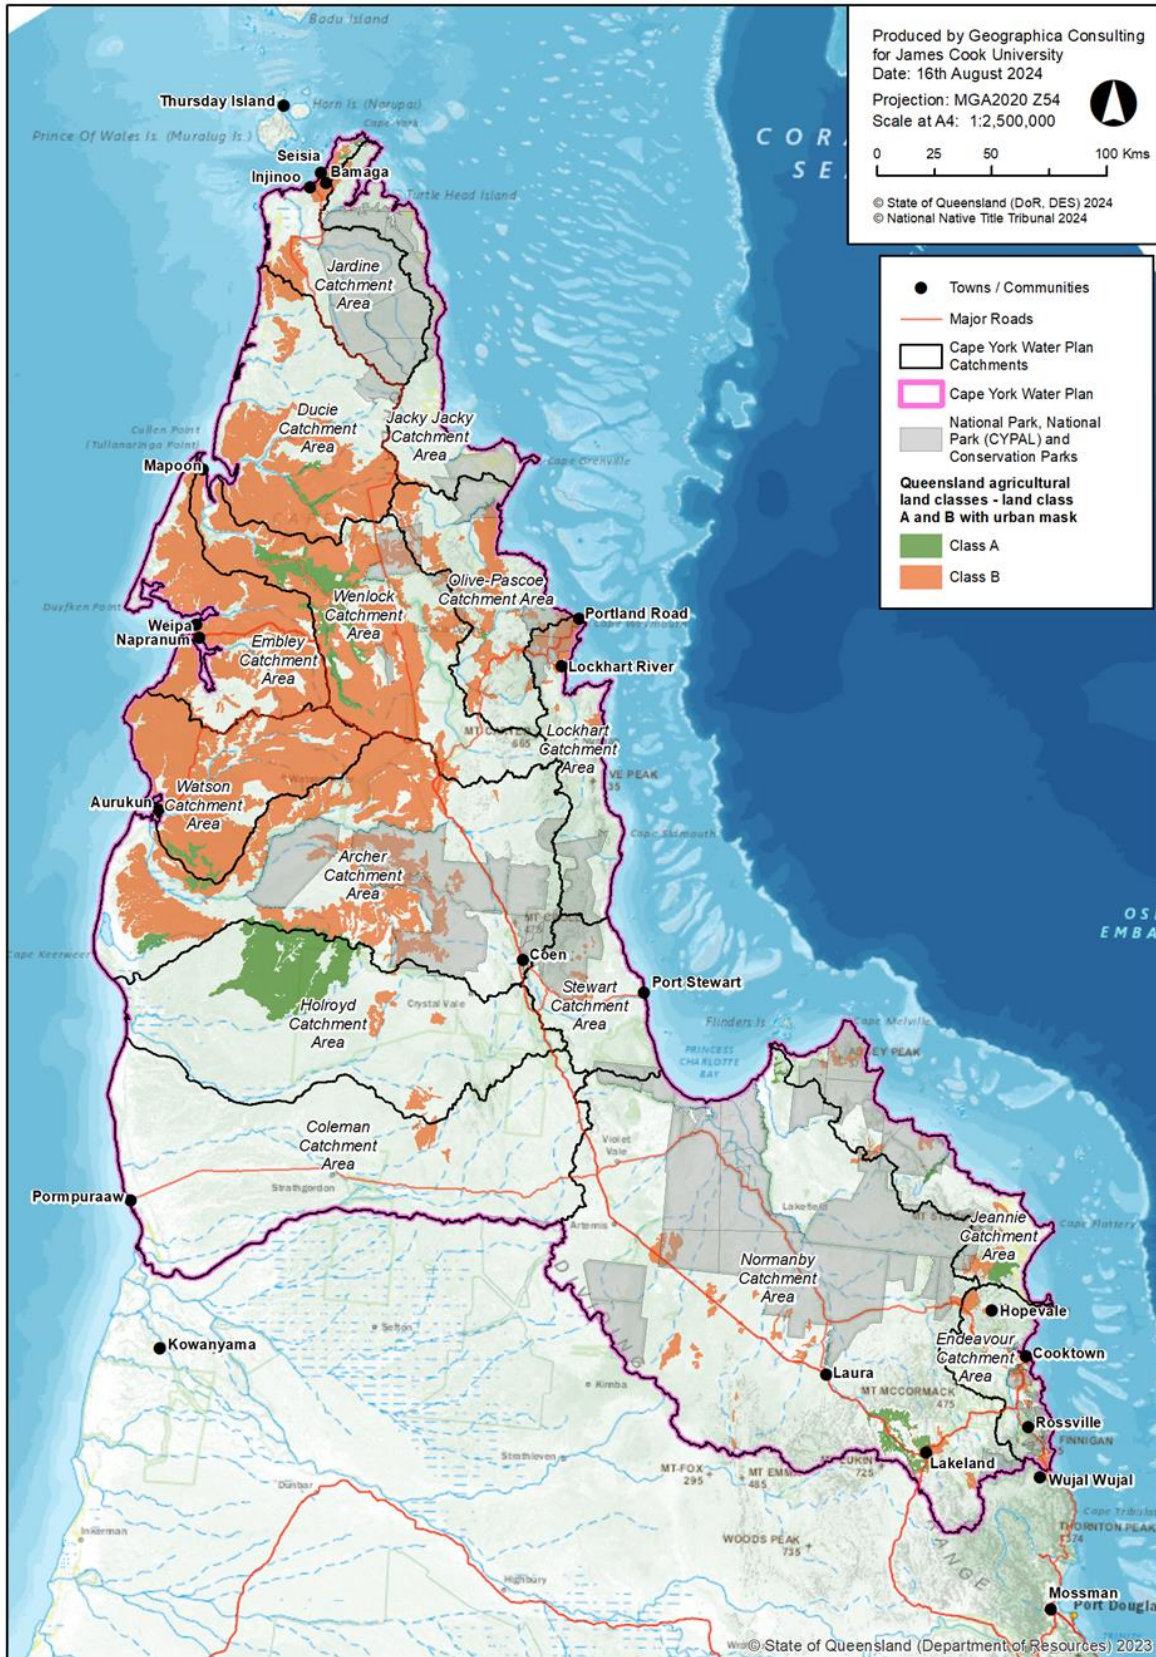 Produced by Geographica Consulting
for James Cook University
Date: 16th August 2024
Projection: MGA2020 Z54
Scale at A4: 1:2,500,000
0 25 50 100 Kms
© State of Queensland (DoR, DES) 2024
© National Native Title Tribunal 2024
Towns / Communities
Major Roads
Cape York Water Plan
Catchments
Cape York Water Plan
National Park, National
Park (CYPAL) and
Conservation Parks
Queensland agricultural
land classes - land class
A and B with urban mask
Class A
Class B
Badu Island
Thursday Island
Horn Is. (Narupai)
Prince Of Wales Is. (Muralug Is.)
Cape York
Seisia
Bamaga
Injinoo
Turtle Head Island
Jardine
Catchment
Area
Ducie
Catchment
Area
Jacky Jacky
Catchment
Area
Cullen Point
(Tullanaringa Point)
Mapoon
Cape Grenville
Olive-Pascoe
Catchment Area
Wenlock
Catchment
Area
Duyfken Point
Portland Road
Weipa
Napranum
Embley
Catchment
Area
Lockhart River
Lockhart
Catchment
Area
Watson
Catchment
Area
Aurukun
Cape Sidmouth
Archer
Catchment
Area
Cape Keerweer
Coen
Port Stewart
Stewart
Catchment
Area
Holroyd
Catchment
Area
Crystal Vale
Flinders Is
Cape Melville
PRINCESS
CHARLOTTE
BAY
Coleman
Catchment
Area
Violet
Vale
Strathgordon
Pormpuraaw
Artemis
Lakefield
Jeannie
Catchment
Area
Cape Flattery
Normanby
Catchment
Area
Hopevale
Endeavour
Catchment
Area
Cooktown
Sefton
Kowanyama
Kimba
Laura
MT MCCORMACK
475
Rossville
FINNIGAN
Lakeland
Wujal Wujal
Strathleven
MT FOX
295
MT EMM
485
LUKIN
725
Dunbar
Inkerman
WOODS PEAK
735
THORNTON PEAK
1374
Highbury
Mossman
Port Dougla
© State of Queensland (Department of Resources) 2023